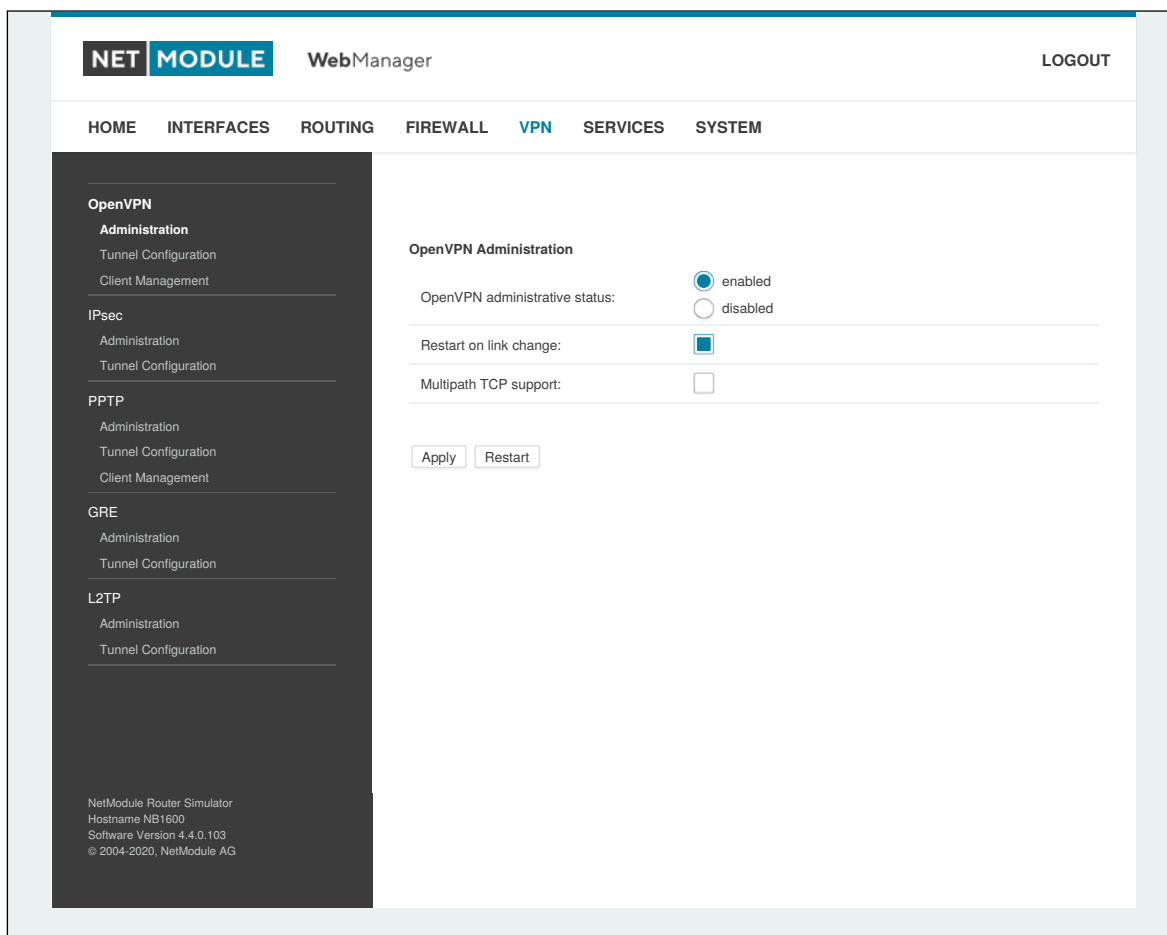 NET MODULE WebManager LOGOUT
HOME INTERFACES ROUTING FIREWALL VPN SERVICES SYSTEM
OpenVPN
Administration
Tunnel Configuration
Client Management
IPsec
Administration
Tunnel Configuration
PPTP
Administration
Tunnel Configuration
Client Management
GRE
Administration
Tunnel Configuration
L2TP
Administration
Tunnel Configuration
NetModule Router Simulator
Hostname NB1600
Software Version 4.4.0.103
© 2004-2020, NetModule AG
OpenVPN Administration
OpenVPN administrative status:
enabled
disabled
Restart on link change:
Multipath TCP support:
Apply Restart